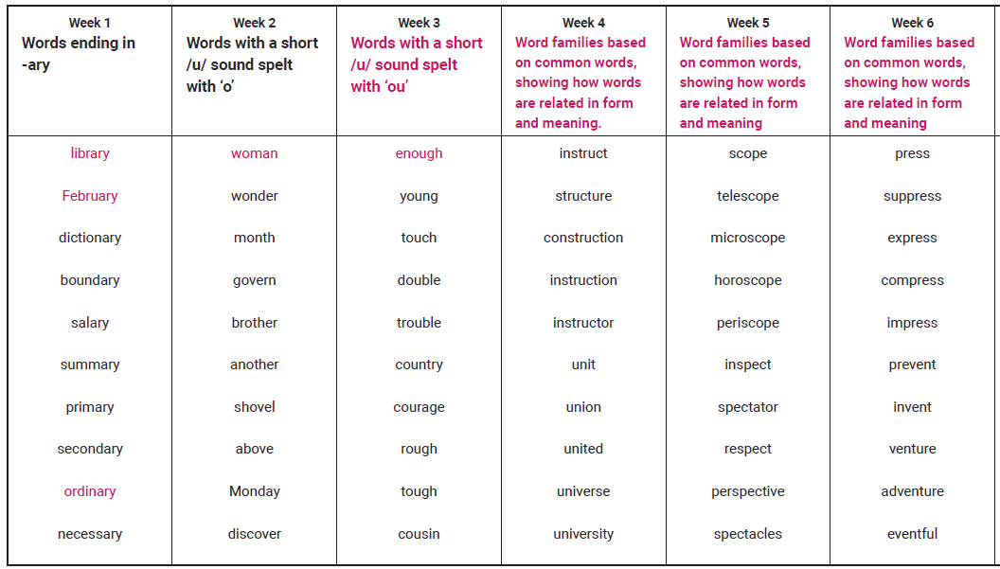 Week 1 Week 2 Week 3 Week 4 Week 5 Week 6
Words ending in Words with a short Words with a short Word families based Word families based Word families based
-ary /u/ sound spelt /u/ sound spelt on common words, on common words, on common words,
with ‘o’ with ‘ou’ showing how words showing how words showing how words
are related in form are related in form are related in form
and meaning. and meaning and meaning
library woman enough instruct scope press
February wonder young structure telescope suppress
dictionary month touch construction microscope express
boundary govern double instruction horoscope compress
salary brother trouble instructor periscope impress
summary another country unit inspect prevent
primary shovel courage union spectator invent
secondary above rough united respect venture
ordinary Monday tough universe perspective adventure
necessary discover cousin university spectacles eventful